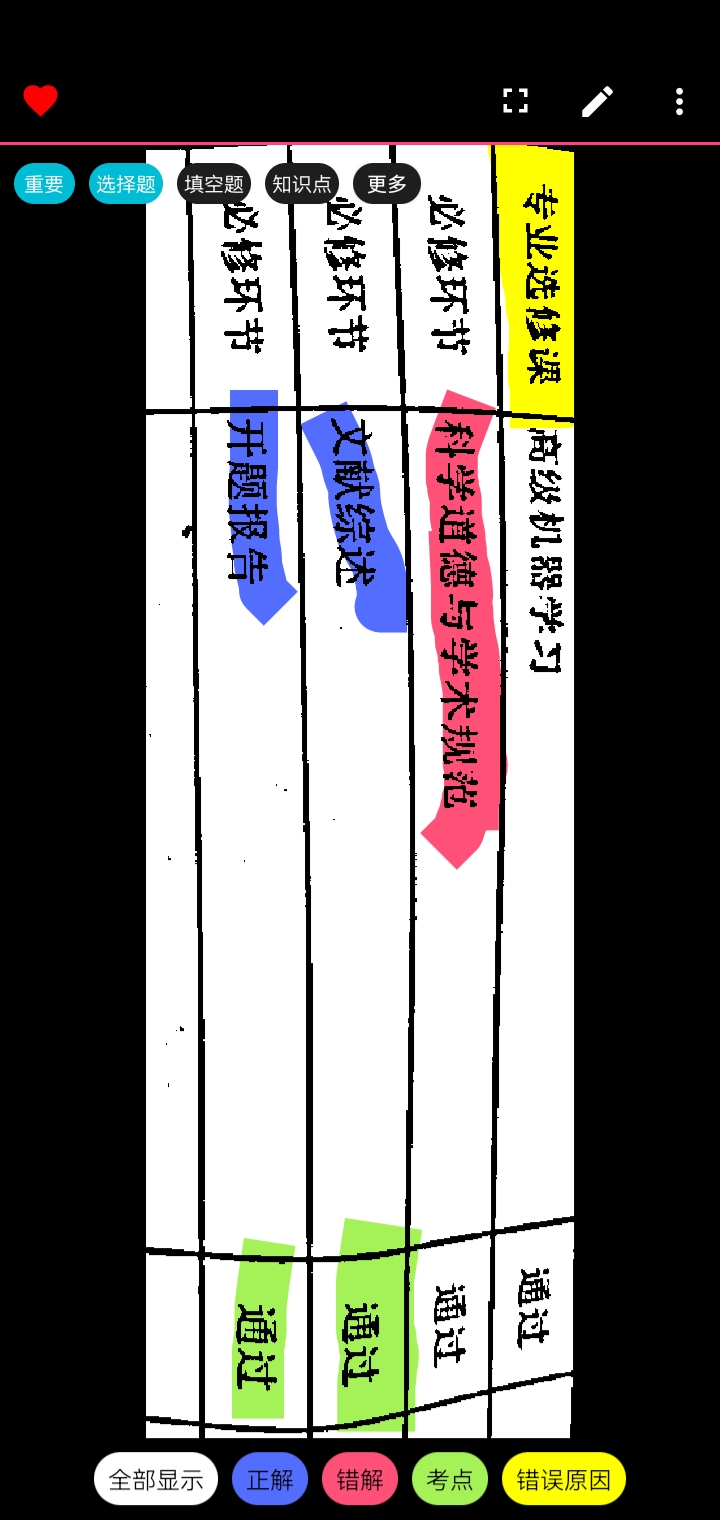 重要 选择题 填空题 知识点 更多
专业选修课 高级机器学习 通过
必修环节 科学道德与学术规范 通过
必修环节 文献综述 通过
必修环节 开题报告 通过
全部显示 正解 错解 考点 错误原因